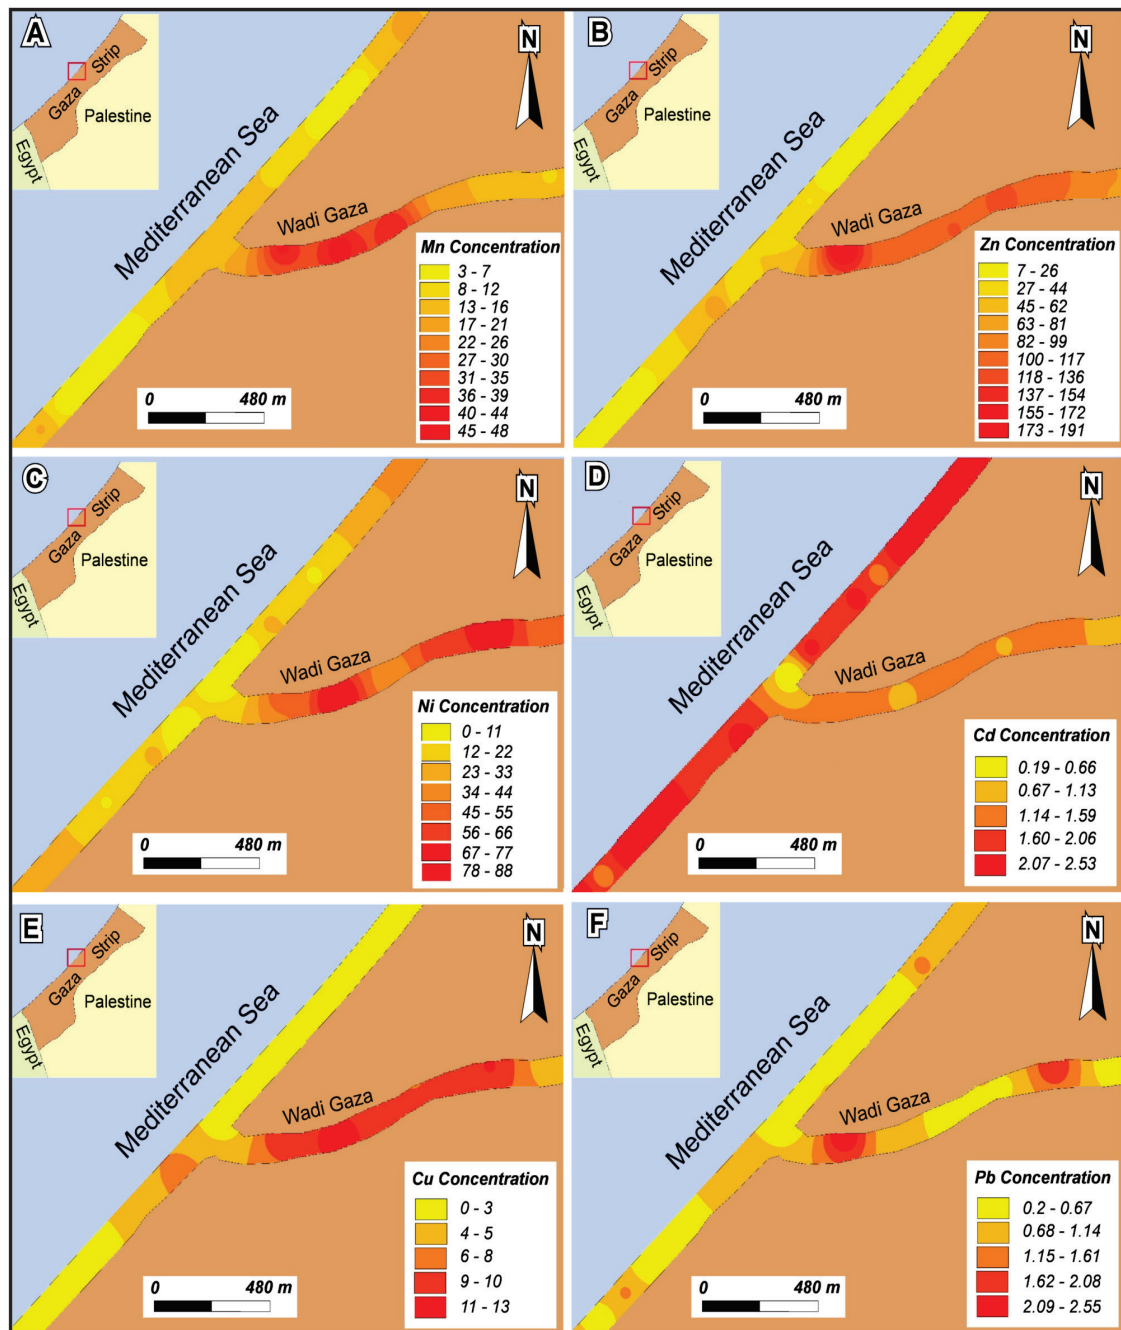 A
N
Strip
Gaza
Palestine
Egypt
Mediterranean Sea
Wadi Gaza
Mn Concentration
3 - 7
8 - 12
13 - 16
17 - 21
22 - 26
27 - 30
31 - 35
36 - 39
40 - 44
45 - 48
0 480 m
B
N
Strip
Gaza
Palestine
Egypt
Mediterranean Sea
Wadi Gaza
Zn Concentration
7 - 26
27 - 44
45 - 62
63 - 81
82 - 99
100 - 117
118 - 136
137 - 154
155 - 172
173 - 191
0 480 m
C
N
Strip
Gaza
Palestine
Egypt
Mediterranean Sea
Wadi Gaza
Ni Concentration
0 - 11
12 - 22
23 - 33
34 - 44
45 - 55
56 - 66
67 - 77
78 - 88
0 480 m
D
N
Strip
Gaza
Palestine
Egypt
Mediterranean Sea
Wadi Gaza
Cd Concentration
0.19 - 0.66
0.67 - 1.13
1.14 - 1.59
1.60 - 2.06
2.07 - 2.53
0 480 m
E
N
Strip
Gaza
Palestine
Egypt
Mediterranean Sea
Wadi Gaza
Cu Concentration
0 - 3
4 - 5
6 - 8
9 - 10
11 - 13
0 480 m
F
N
Strip
Gaza
Palestine
Egypt
Mediterranean Sea
Wadi Gaza
Pb Concentration
0.2 - 0.67
0.68 - 1.14
1.15 - 1.61
1.62 - 2.08
2.09 - 2.55
0 480 m